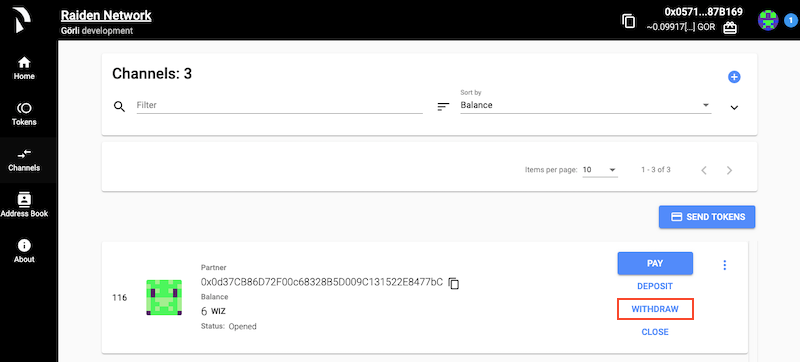 Raiden Network
Görli development
0x0571...87B169
~0.09917[...] GOR
1
Home
Tokens
Channels
Address Book
About
Channels: 3
Filter
Sort by
Balance
Items per page: 10
1 - 3 of 3
SEND TOKENS
116
Partner
0x0d37CB86D72F00c68328B5D009C131522E8477bC
Balance
6 WIZ
Status: Opened
PAY
DEPOSIT
WITHDRAW
CLOSE